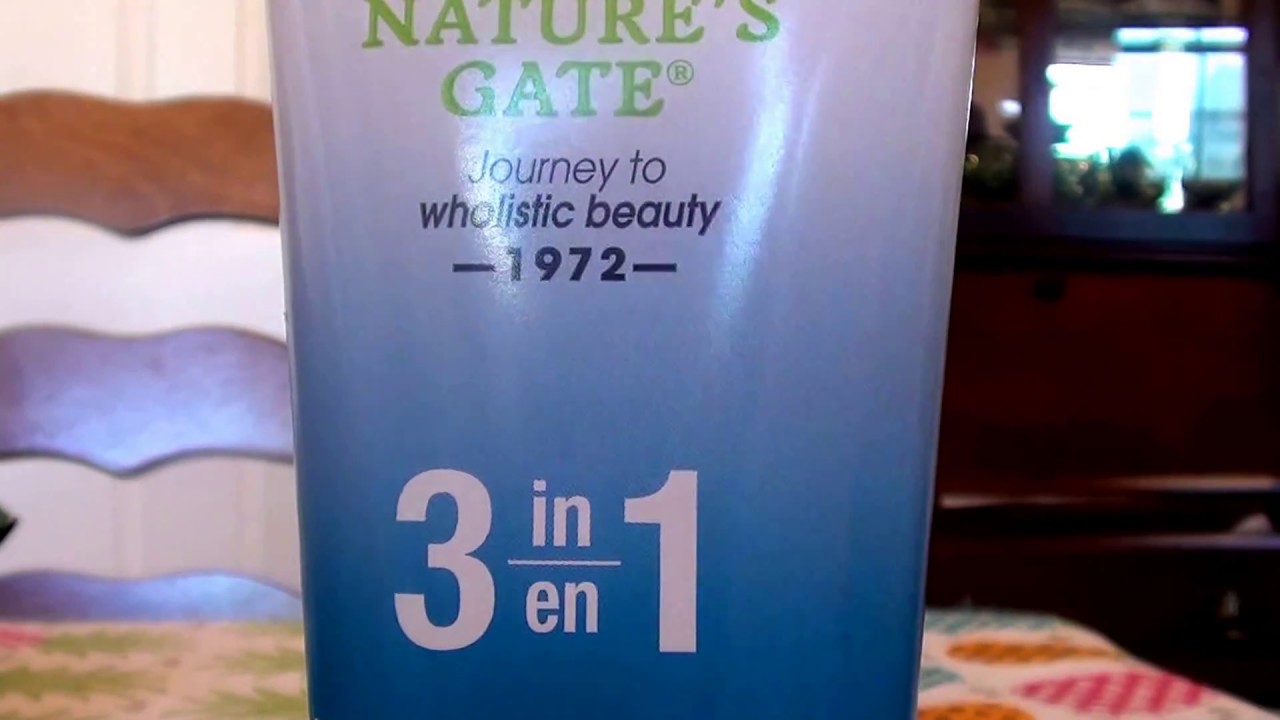 NATURE'S
GATE®
Journey to
wholistic beauty
—1972—
3 in 1
en